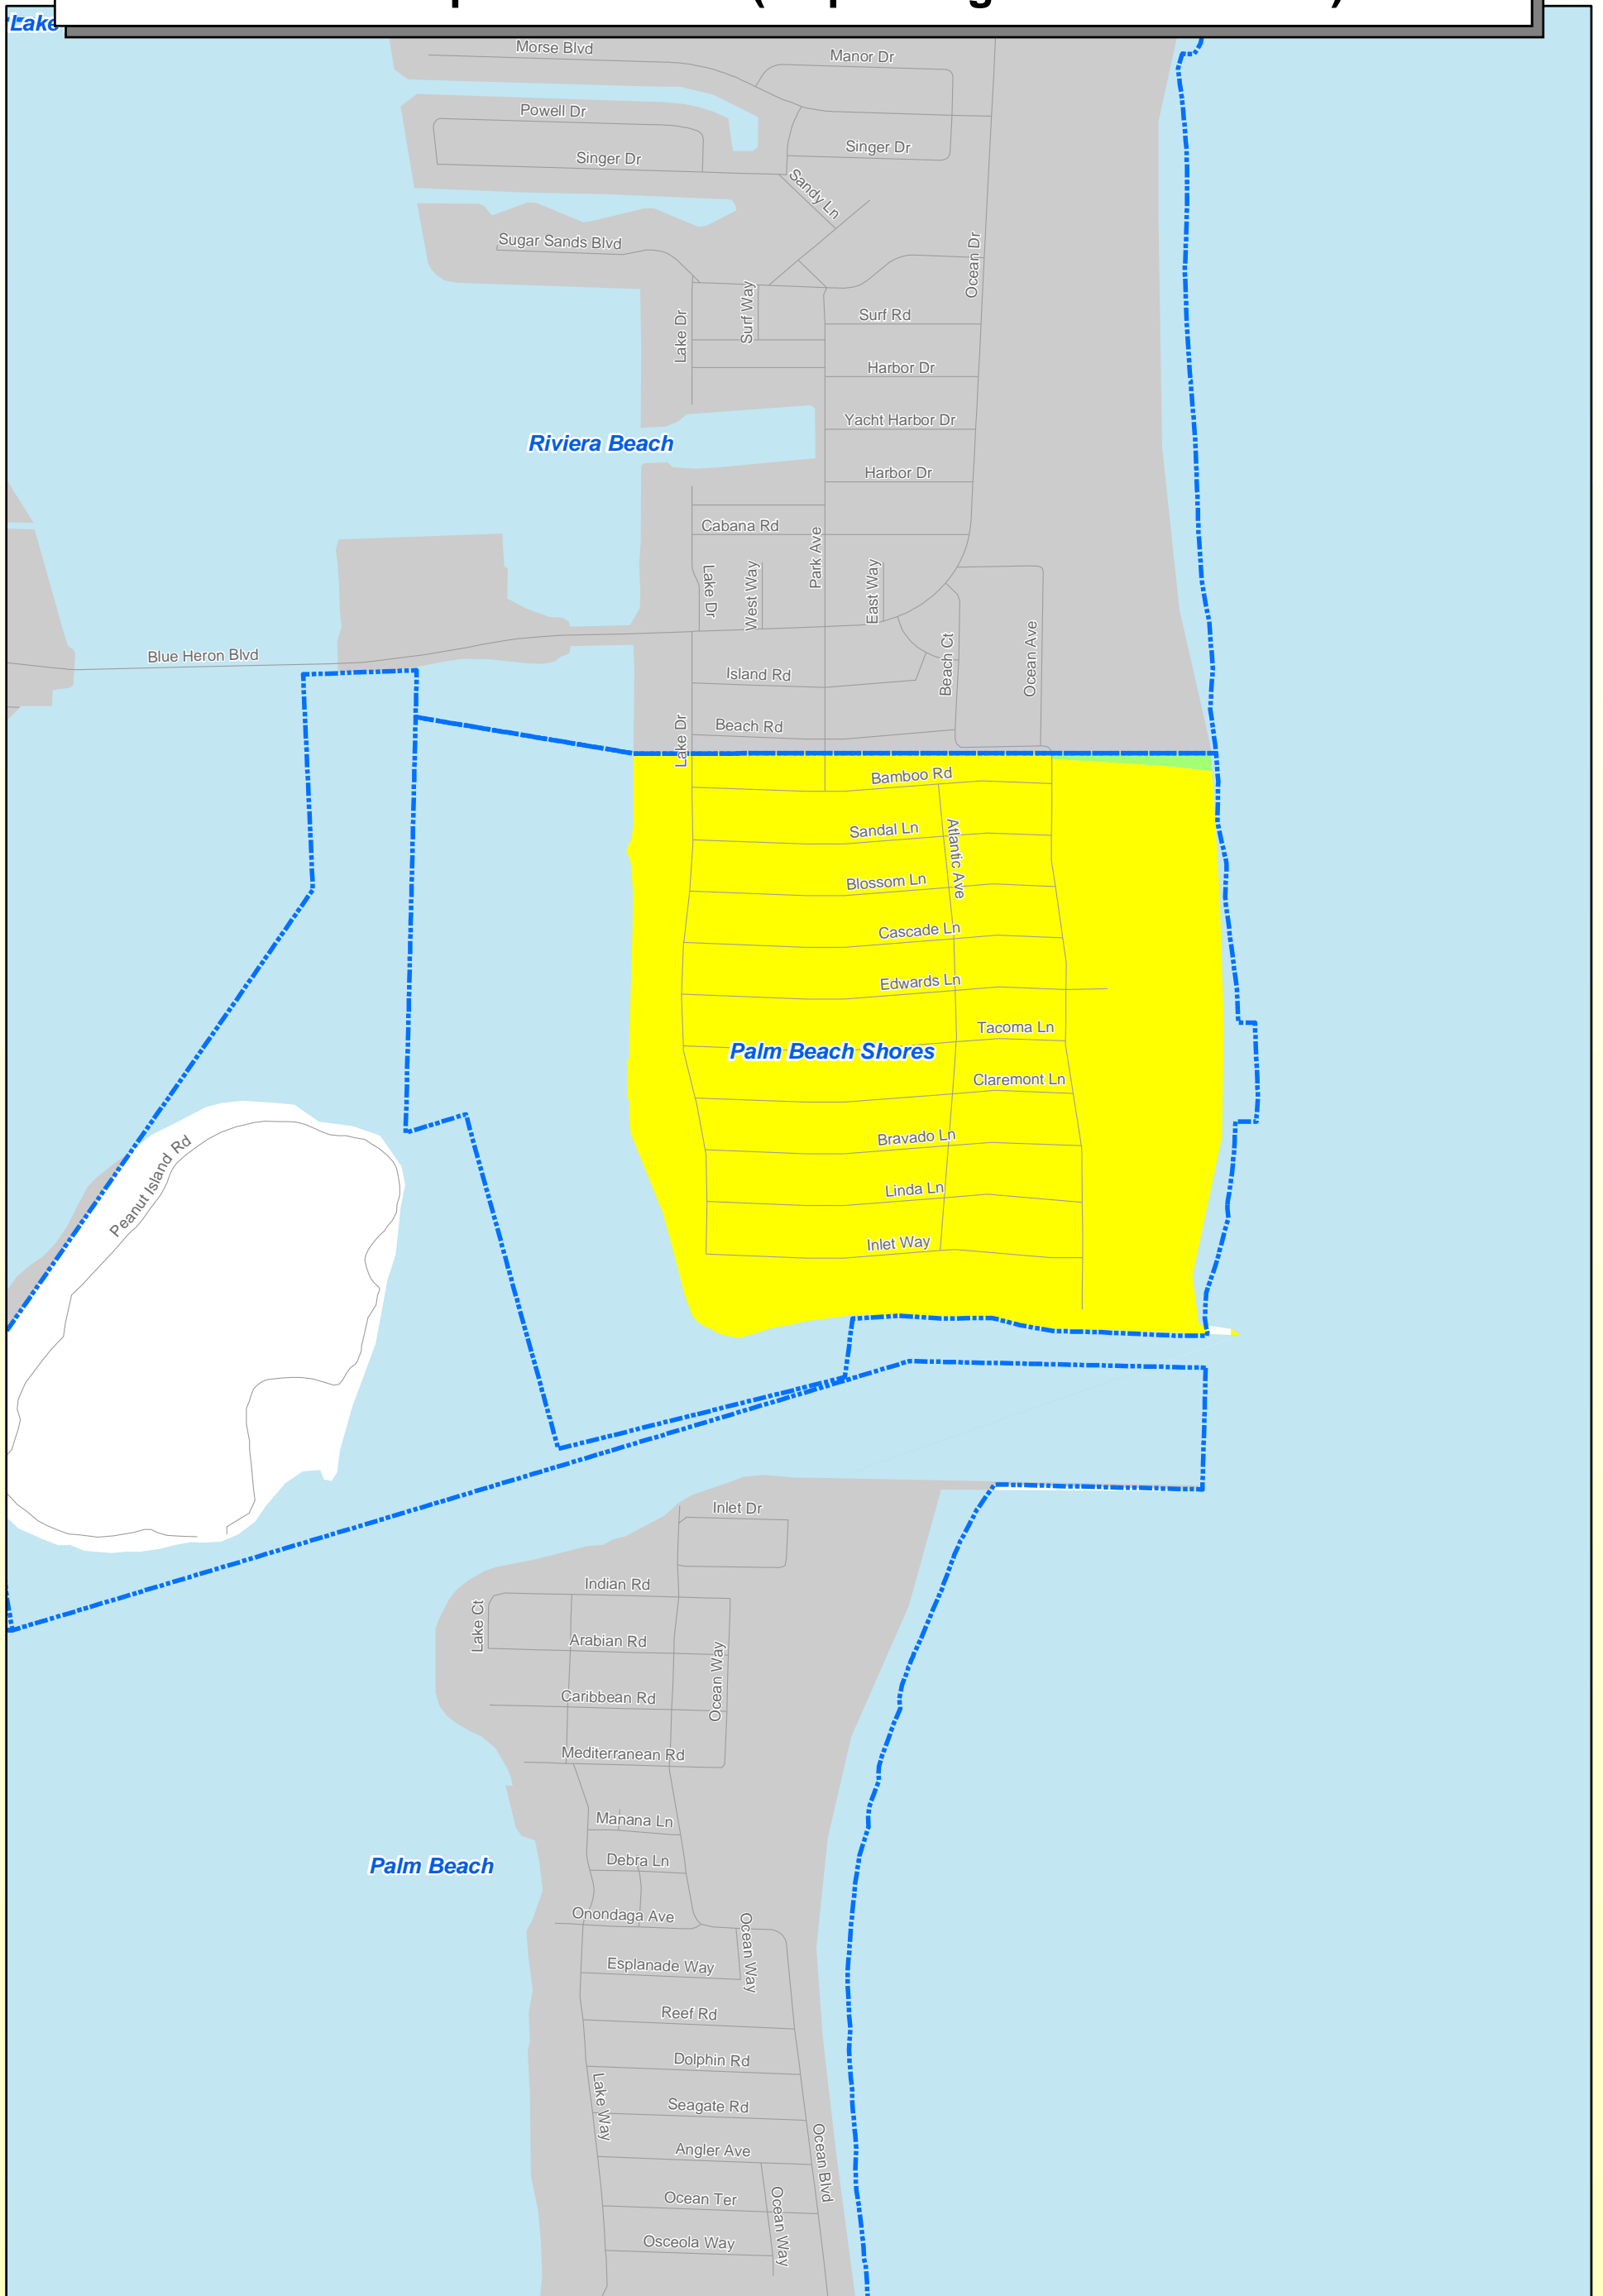 Lake
Morse Blvd
Manor Dr
Powell Dr
Singer Dr
Singer Dr
Sandy Ln
Sugar Sands Blvd
Ocean Dr
Surf Way
Lake Dr
Surf Rd
Harbor Dr
Yacht Harbor Dr
Riviera Beach
Harbor Dr
Cabana Rd
Park Ave
Lake Dr
West Way
East Way
Blue Heron Blvd
Beach Ct
Ocean Ave
Island Rd
Beach Rd
Lake Dr
Bamboo Rd
Sandal Ln
Atlantic Ave
Blossom Ln
Cascade Ln
Edwards Ln
Tacoma Ln
Palm Beach Shores
Claremont Ln
Bravado Ln
Peanut Island Rd
Linda Ln
Inlet Way
Inlet Dr
Indian Rd
Lake Ct
Arabian Rd
Ocean Way
Caribbean Rd
Mediterranean Rd
Manana Ln
Palm Beach
Debra Ln
Onondaga Ave
Ocean Way
Esplanade Way
Reef Rd
Dolphin Rd
Lake Way
Seagate Rd
Ocean Blvd
Angler Ave
Ocean Ter
Ocean Way
Osceola Way